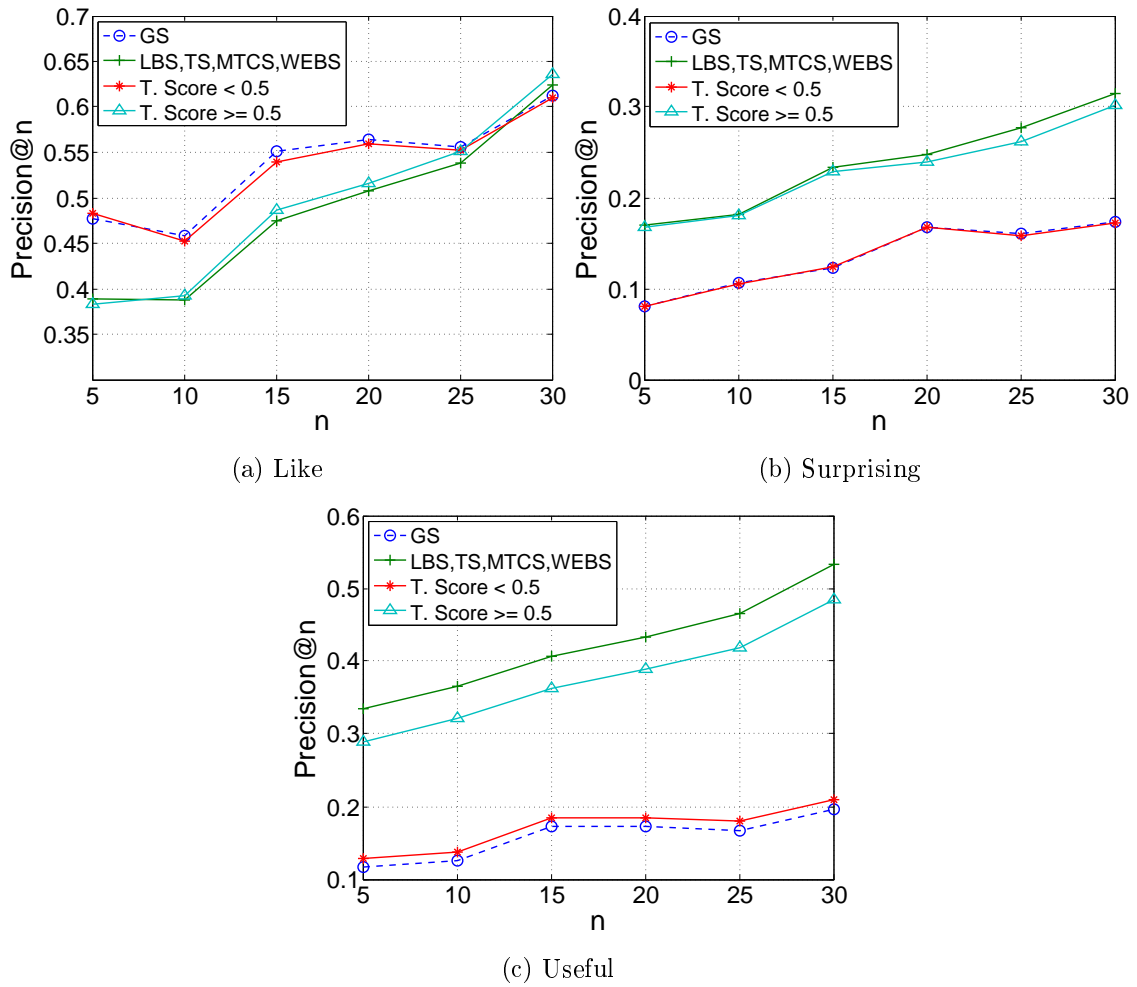 0.7
0.65
0.6
0.55
0.5
0.45
0.4
0.35
Precision@n
GS
LBS,TS,MTCS,WEBS
T. Score < 0.5
T. Score >= 0.5
5 10 15 20 25 30
n
(a) Like
0.4
0.3
0.2
0.1
0
Precision@n
GS
LBS,TS,MTCS,WEBS
T. Score < 0.5
T. Score >= 0.5
5 10 15 20 25 30
n
(b) Surprising
0.6
0.5
0.4
0.3
0.2
0.1
Precision@n
GS
LBS,TS,MTCS,WEBS
T. Score < 0.5
T. Score >= 0.5
5 10 15 20 25 30
n
(c) Useful